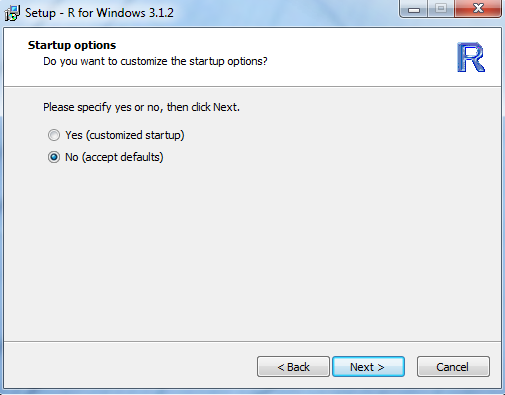 Setup - R for Windows 3.1.2
Startup options
Do you want to customize the startup options?
R
Please specify yes or no, then click Next.
Yes (customized startup)
No (accept defaults)
< Back
Next >
Cancel